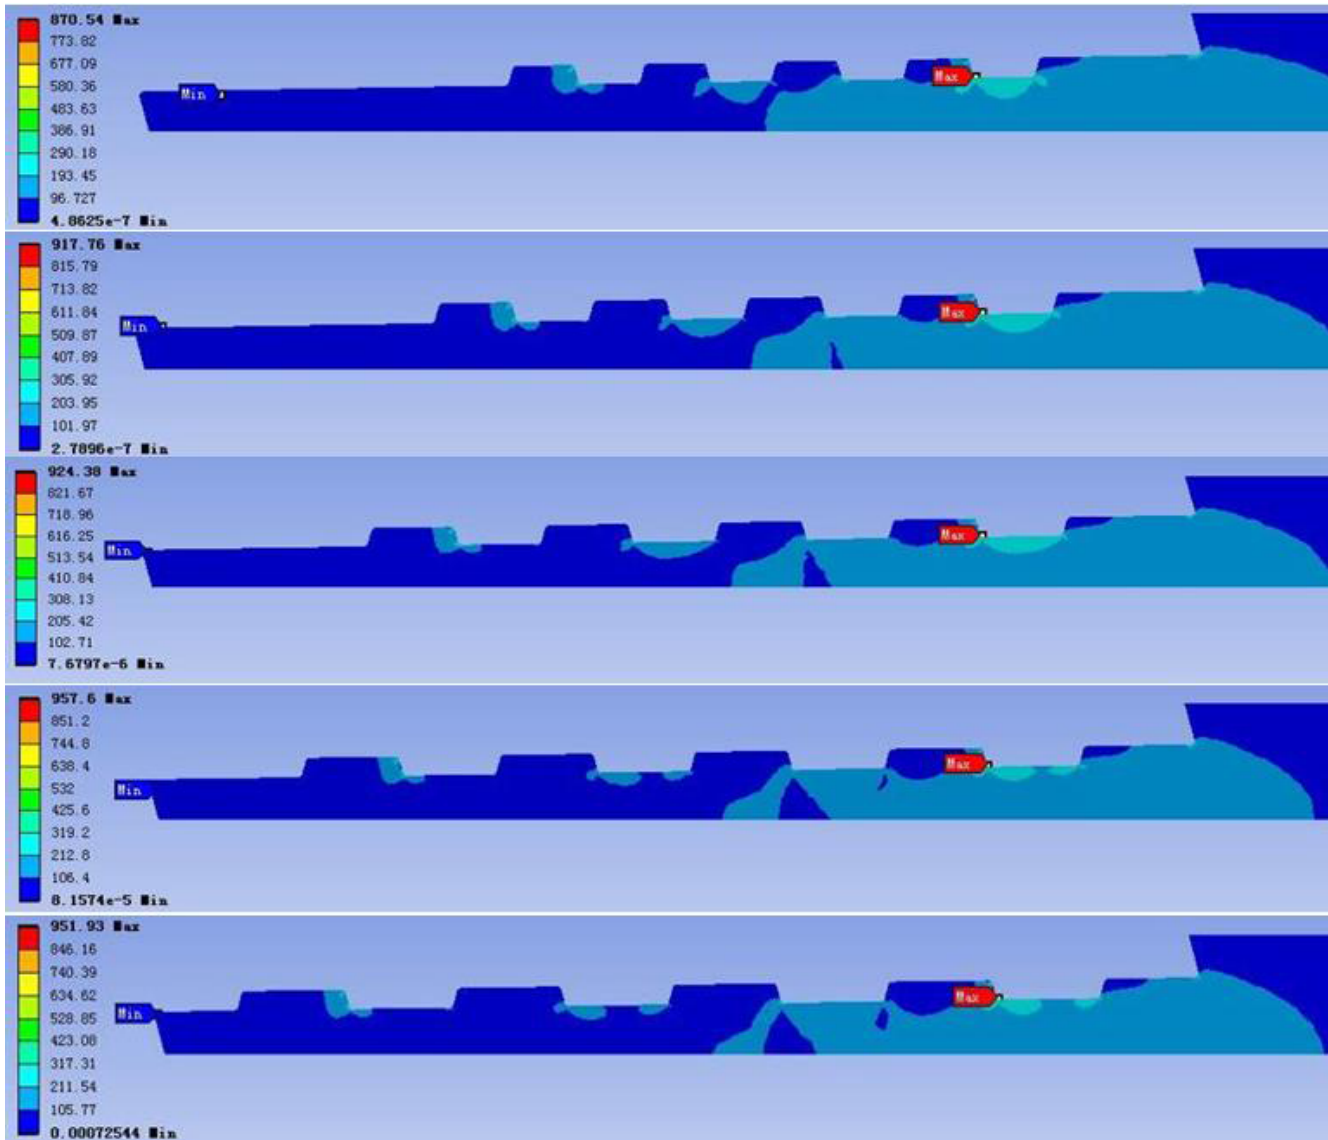 870.54 Max
773.82
677.09
580.36
483.63
386.91
290.18
193.45
96.727
4.8625e-7 Min
Min
Max
917.76 Max
815.79
713.82
611.84
509.87
407.89
305.92
203.95
101.97
2.7896e-7 Min
Min
Max
924.38 Max
821.67
718.96
616.25
513.54
410.84
308.13
205.42
102.71
7.6797e-6 Min
Min
Max
957.6 Max
851.2
744.8
638.4
532
425.6
319.2
212.8
106.4
8.1574e-5 Min
Min
Max
951.93 Max
846.16
740.39
634.62
528.85
423.08
317.31
211.54
105.77
0.00072544 Min
Min
Max